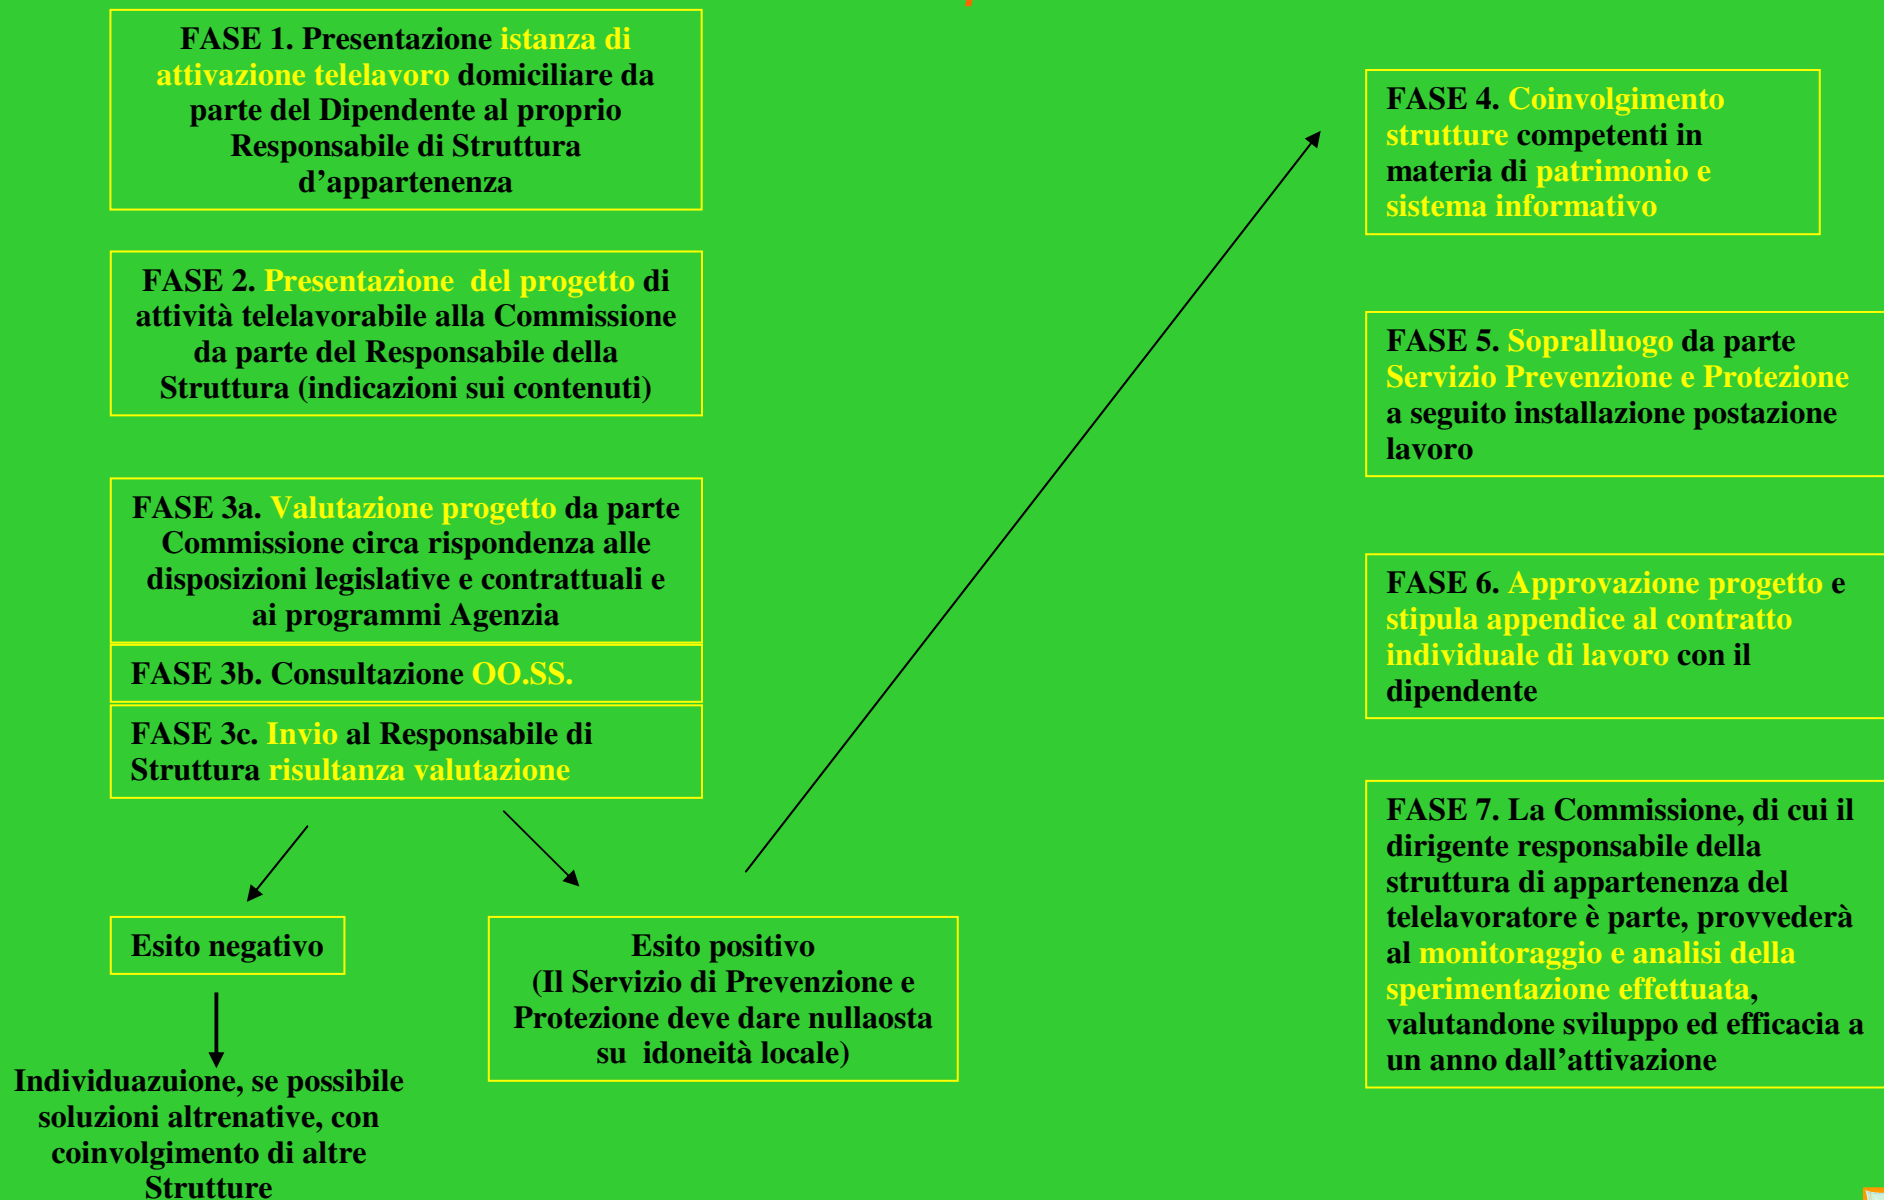 FASE 1. Presentazione istanza di
attivazione telelavoro domiciliare da
parte del Dipendente al proprio
Responsabile di Struttura
d’appartenenza
FASE 2. Presentazione del progetto di
attività telelavorabile alla Commissione
da parte del Responsabile della
Struttura (indicazioni sui contenuti)
FASE 3a. Valutazione progetto da parte
Commissione circa rispondenza alle
disposizioni legislative e contrattuali e
ai programmi Agenzia
FASE 3b. Consultazione OO.SS.
FASE 3c. Invio al Responsabile di
Struttura risultanza valutazione
Esito negativo
Individuazuione, se possibile
soluzioni altrenative, con
coinvolgimento di altre
Strutture
Esito positivo
(Il Servizio di Prevenzione e
Protezione deve dare nullaosta
su idoneità locale)
FASE 4. Coinvolgimento
strutture competenti in
materia di patrimonio e
sistema informativo
FASE 5. Sopralluogo da parte
Servizio Prevenzione e Protezione
a seguito installazione postazione
lavoro
FASE 6. Approvazione progetto e
stipula appendice al contratto
individuale di lavoro con il
dipendente
FASE 7. La Commissione, di cui il
dirigente responsabile della
struttura di appartenenza del
telelavoratore è parte, provvederà
al monitoraggio e analisi della
sperimentazione effettuata,
valutandone sviluppo ed efficacia a
un anno dall’attivazione